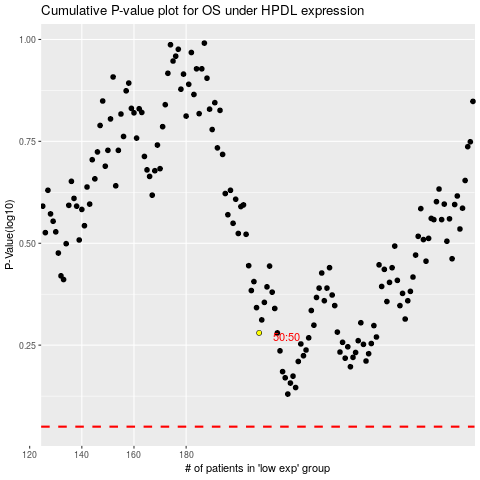 Cumulative P-value plot for OS under HPDL expression
P-Value(log10)
1.00
0.75
0.50
0.25
50:50
120 140 160 180
# of patients in 'low exp' group